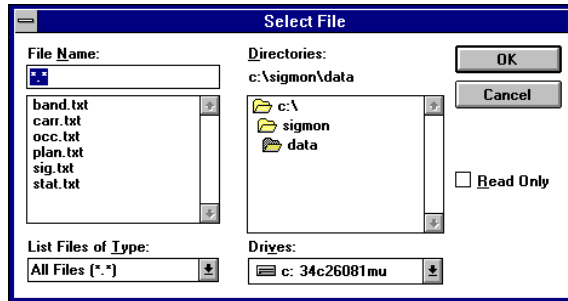 Select File
File Name:
*.*
band.txt
carr.txt
occ.txt
plan.txt
sig.txt
stat.txt
List Files of Type:
All Files (*.*)
Directories:
c:\sigmon\data
c:\
sigmon
data
Drives:
c: 34c26081mu
OK
Cancel
Read Only